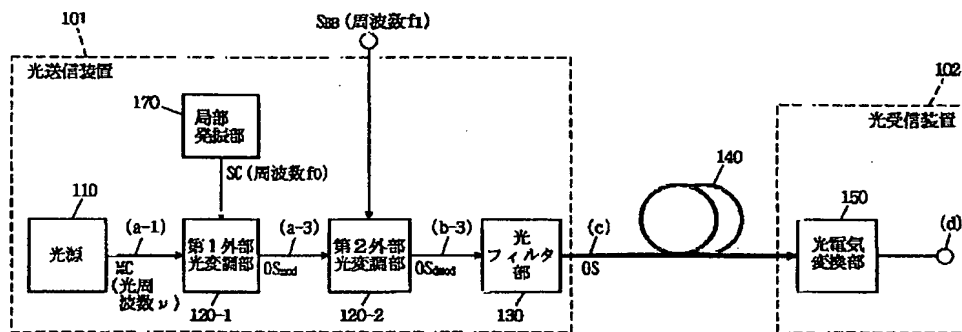 SBB (周波数f1)
101
光送信装置
170
局部
発振部
SC (周波数f0)
110
光源
(a-1)
MC
(光周
波数ν)
第1外部
光変調部
120-1
(a-3)
OSmod
第2外部
光変調部
120-2
(b-3)
OSdmod
光
フィルタ
部
130
(c)
OS
140
102
光受信装置
150
光電気
変換部
(d)